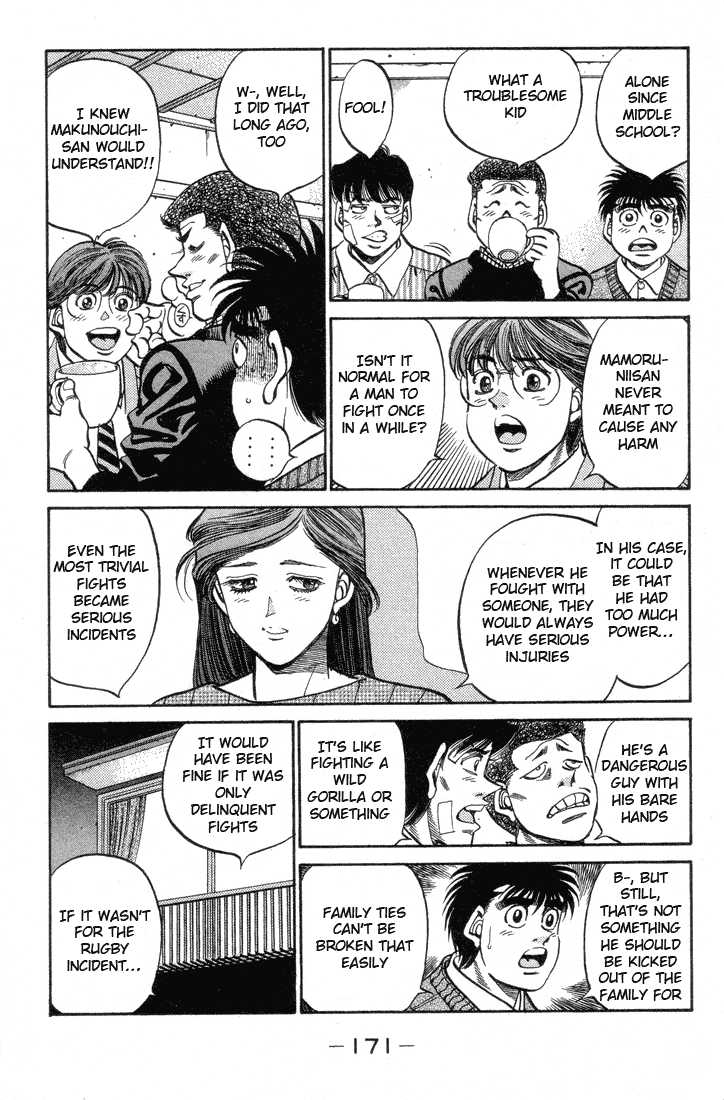 ALONE
SINCE
MIDDLE
SCHOOL?
WHAT A
TROUBLESOME
KID
FOOL!
MAMORU-
NIISAN
NEVER
MEANT TO
CAUSE ANY
HARM
ISN'T IT
NORMAL FOR
A MAN TO
FIGHT ONCE
IN A WHILE?
W-, WELL,
I DID THAT
LONG AGO,
TOO
I KNEW
MAKUNOUCHI-
SAN WOULD
UNDERSTAND!!
IN HIS CASE,
IT COULD
BE THAT
HE HAD
TOO MUCH
POWER...
WHENEVER HE
FOUGHT WITH
SOMEONE, THEY
WOULD ALWAYS
HAVE SERIOUS
INJURIES
EVEN THE
MOST TRIVIAL
FIGHTS
BECAME
SERIOUS
INCIDENTS
HE'S A
DANGEROUS
GUY WITH
HIS BARE
HANDS
IT'S LIKE
FIGHTING A
WILD
GORILLA OR
SOMETHING
B-, BUT
STILL,
THAT'S NOT
SOMETHING
HE SHOULD
BE KICKED
OUT OF THE
FAMILY FOR
FAMILY TIES
CAN'T BE
BROKEN THAT
EASILY
IT WOULD
HAVE BEEN
FINE IF IT WAS
ONLY
DELINQUENT
FIGHTS
IF IT WASN'T
FOR THE
RUGBY
INCIDENT...
-171-